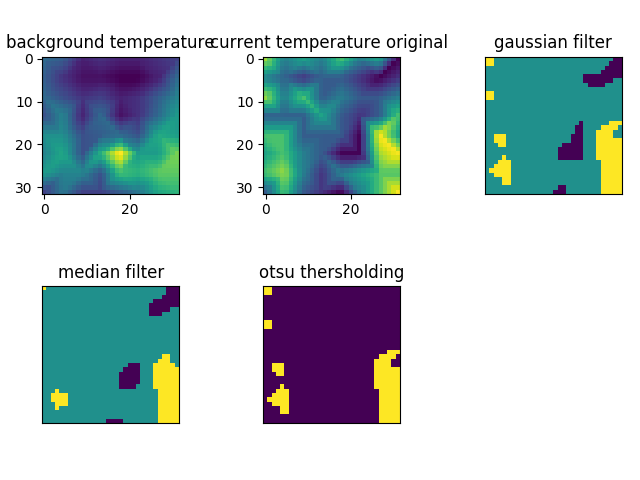 background temperature
current temperature original
gaussian filter
0
10
20
30
0
20
0
10
20
30
0
20
median filter
otsu thersholding